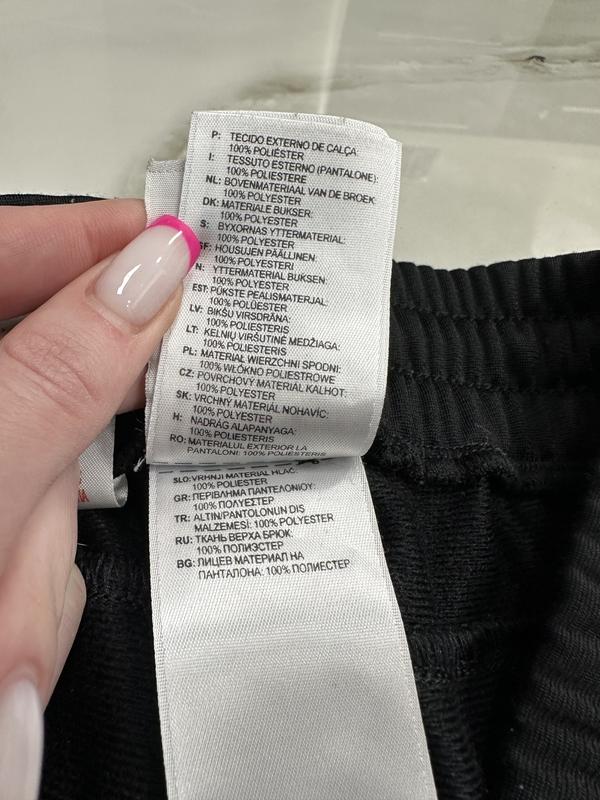 P: TECIDO EXTERNO DE CALÇA:
100% POLIÉSTER
I: TESSUTO ESTERNO (PANTALONE):
100% POLIESTERE
NL: BOVENMATERIAAL VAN DE BROEK:
100% POLYESTER
DK: MATERIALE BUKSER:
100% POLYESTER
S: BYXORNAS YTTERMATERIAL:
100% POLYESTER
SF: HOUSUJEN PÄÄLLINEN:
100% POLYESTERI
N: YTTERMATERIAL BUKSEN:
100% POLYESTER
EST: PÜKSTE PEALISMATERJAL:
100% POLÜESTER
LV: BIKŠU VIRSDRĀNA:
100% POLIESTERIS
LT: KELNIŲ VIRŠUTINĖ MEDŽIAGA:
100% POLIESTERIS
PL: MATERIAŁ WIERZCHNI SPODNI:
100% WŁÓKNO POLIESTROWE
CZ: POVRCHOVÝ MATERIÁL KALHOT:
100% POLYESTER
SK: VRCHNÝ MATERIÁL NOHAVÍC:
100% POLYESTER
H: NADRÁG ALAPANYAGA:
100% POLIESTERIS
RO: MATERIALUL EXTERIOR LA
PANTALONI: 100% POLIESTERIS
SLO: VRHNJI MATERIAL HLAČ:
100% POLIESTER
GR: ΠΕΡΙΒΛΗΜΑ ΠΑΝΤΕΛΟΝΙΟΥ:
100% ΠΟΛΥΕΣΤΕΡ
TR: ALTIN/PANTOLONUN DIŞ
MALZEMESİ: 100% POLYESTER
RU: ТКАНЬ ВЕРХА БРЮК:
100% ПОЛИЭСТЕР
BG: ЛИЦЕВ МАТЕРИАЛ НА
ПАНТАЛОНА: 100% ПОЛИЕСТЕР